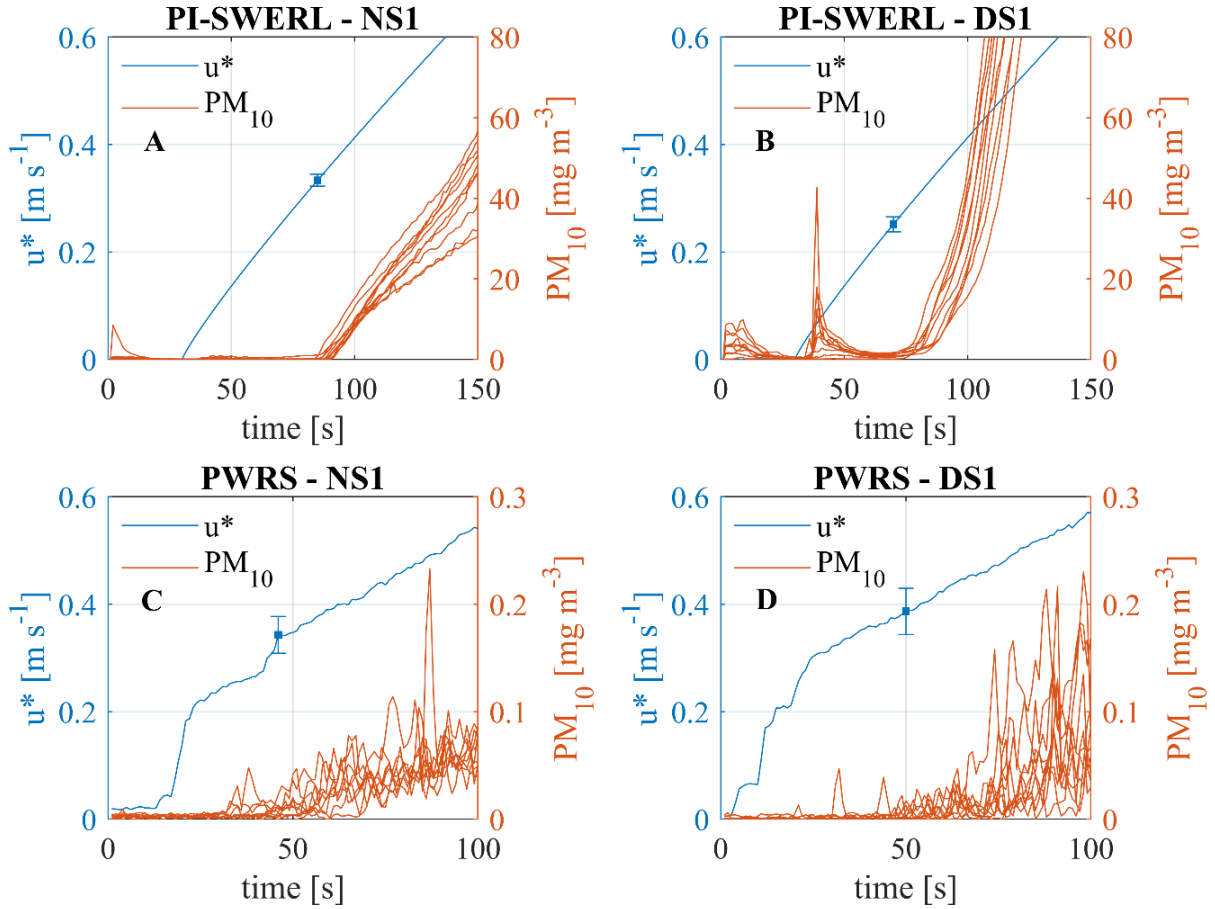 PI-SWERL - NS1
0.6
0.4
0.2
0
u* [m s⁻¹]
u*
PM₁₀
A
80
60
40
20
0
PM₁₀ [mg m⁻³]
0 50 100 150
time [s]
PI-SWERL - DS1
0.6
0.4
0.2
0
u* [m s⁻¹]
u*
PM₁₀
B
80
60
40
20
0
PM₁₀ [mg m⁻³]
0 50 100 150
time [s]
PWRS - NS1
0.6
0.4
0.2
0
u* [m s⁻¹]
u*
PM₁₀
C
0.3
0.2
0.1
0
PM₁₀ [mg m⁻³]
0 50 100
time [s]
PWRS - DS1
0.6
0.4
0.2
0
u* [m s⁻¹]
u*
PM₁₀
D
0.3
0.2
0.1
0
PM₁₀ [mg m⁻³]
0 50 100
time [s]